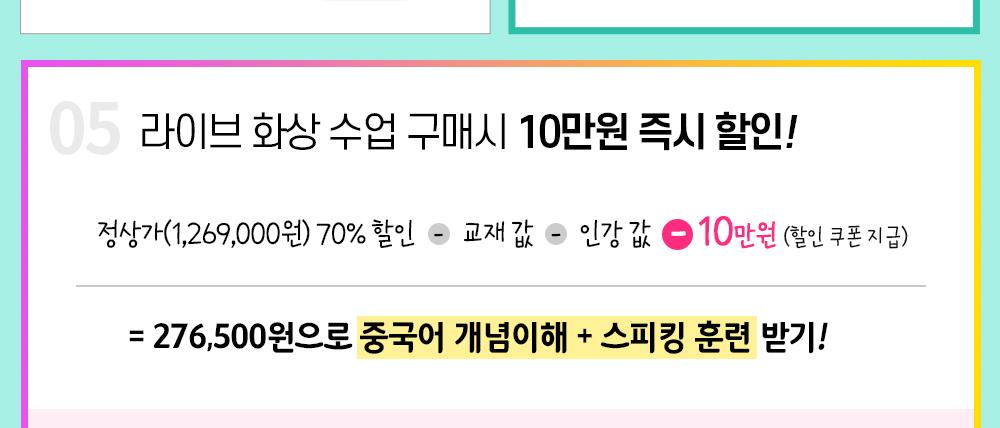 05 라이브 화상 수업 구매시 10만원 즉시 할인!
정상가(1,269,000원) 70% 할인 - 교재 값 - 인강 값 - 10만원 (할인 쿠폰 지급)
= 276,500원으로 중국어 개념이해 + 스피킹 훈련 받기!